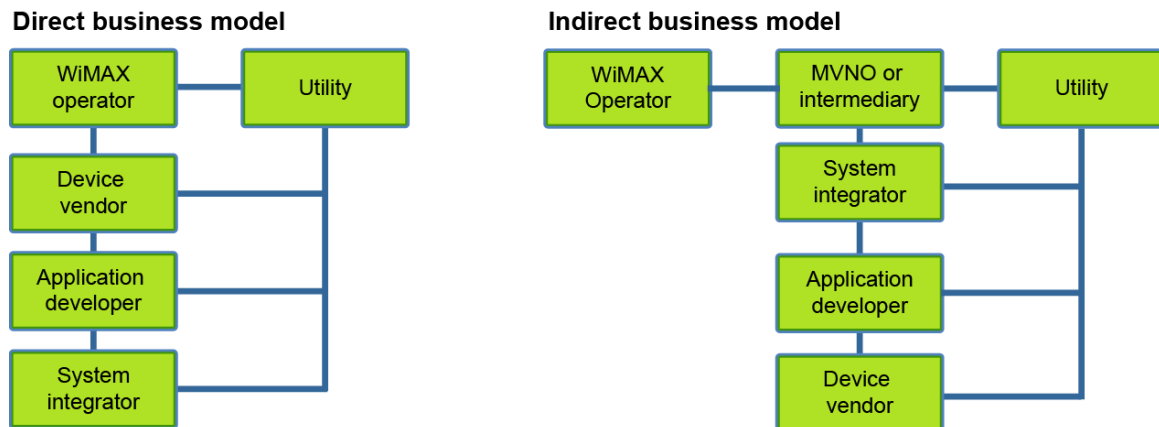 Direct business model
WiMAX
operator
Utility
Device
vendor
Application
developer
System
integrator
Indirect business model
WiMAX
Operator
MVNO or
intermediary
Utility
System
integrator
Application
developer
Device
vendor